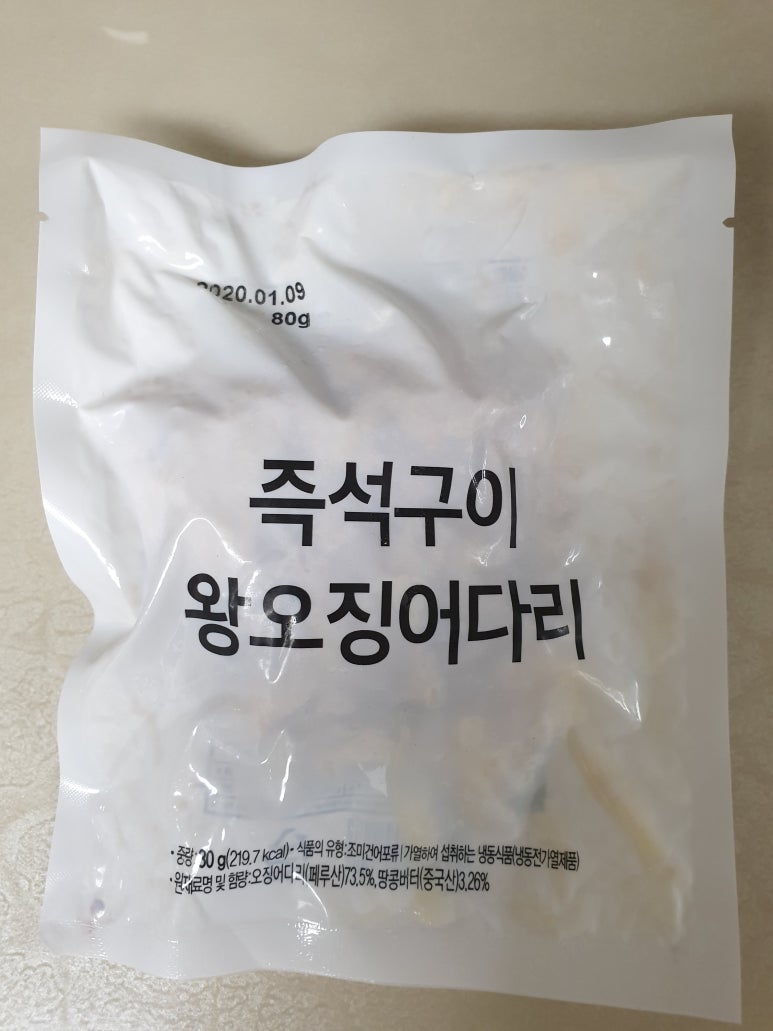 2020.01.09
80g
즉석구이
왕오징어다리
·중량:80g(219.7 kcal)- 식품의 유형:조미건어포류|가열하여 섭취하는 냉동식품(냉동전가열제품)
·원재료명 및 함량:오징어다리(페루산)73.5%, 땅콩버터(중국산)3.26%